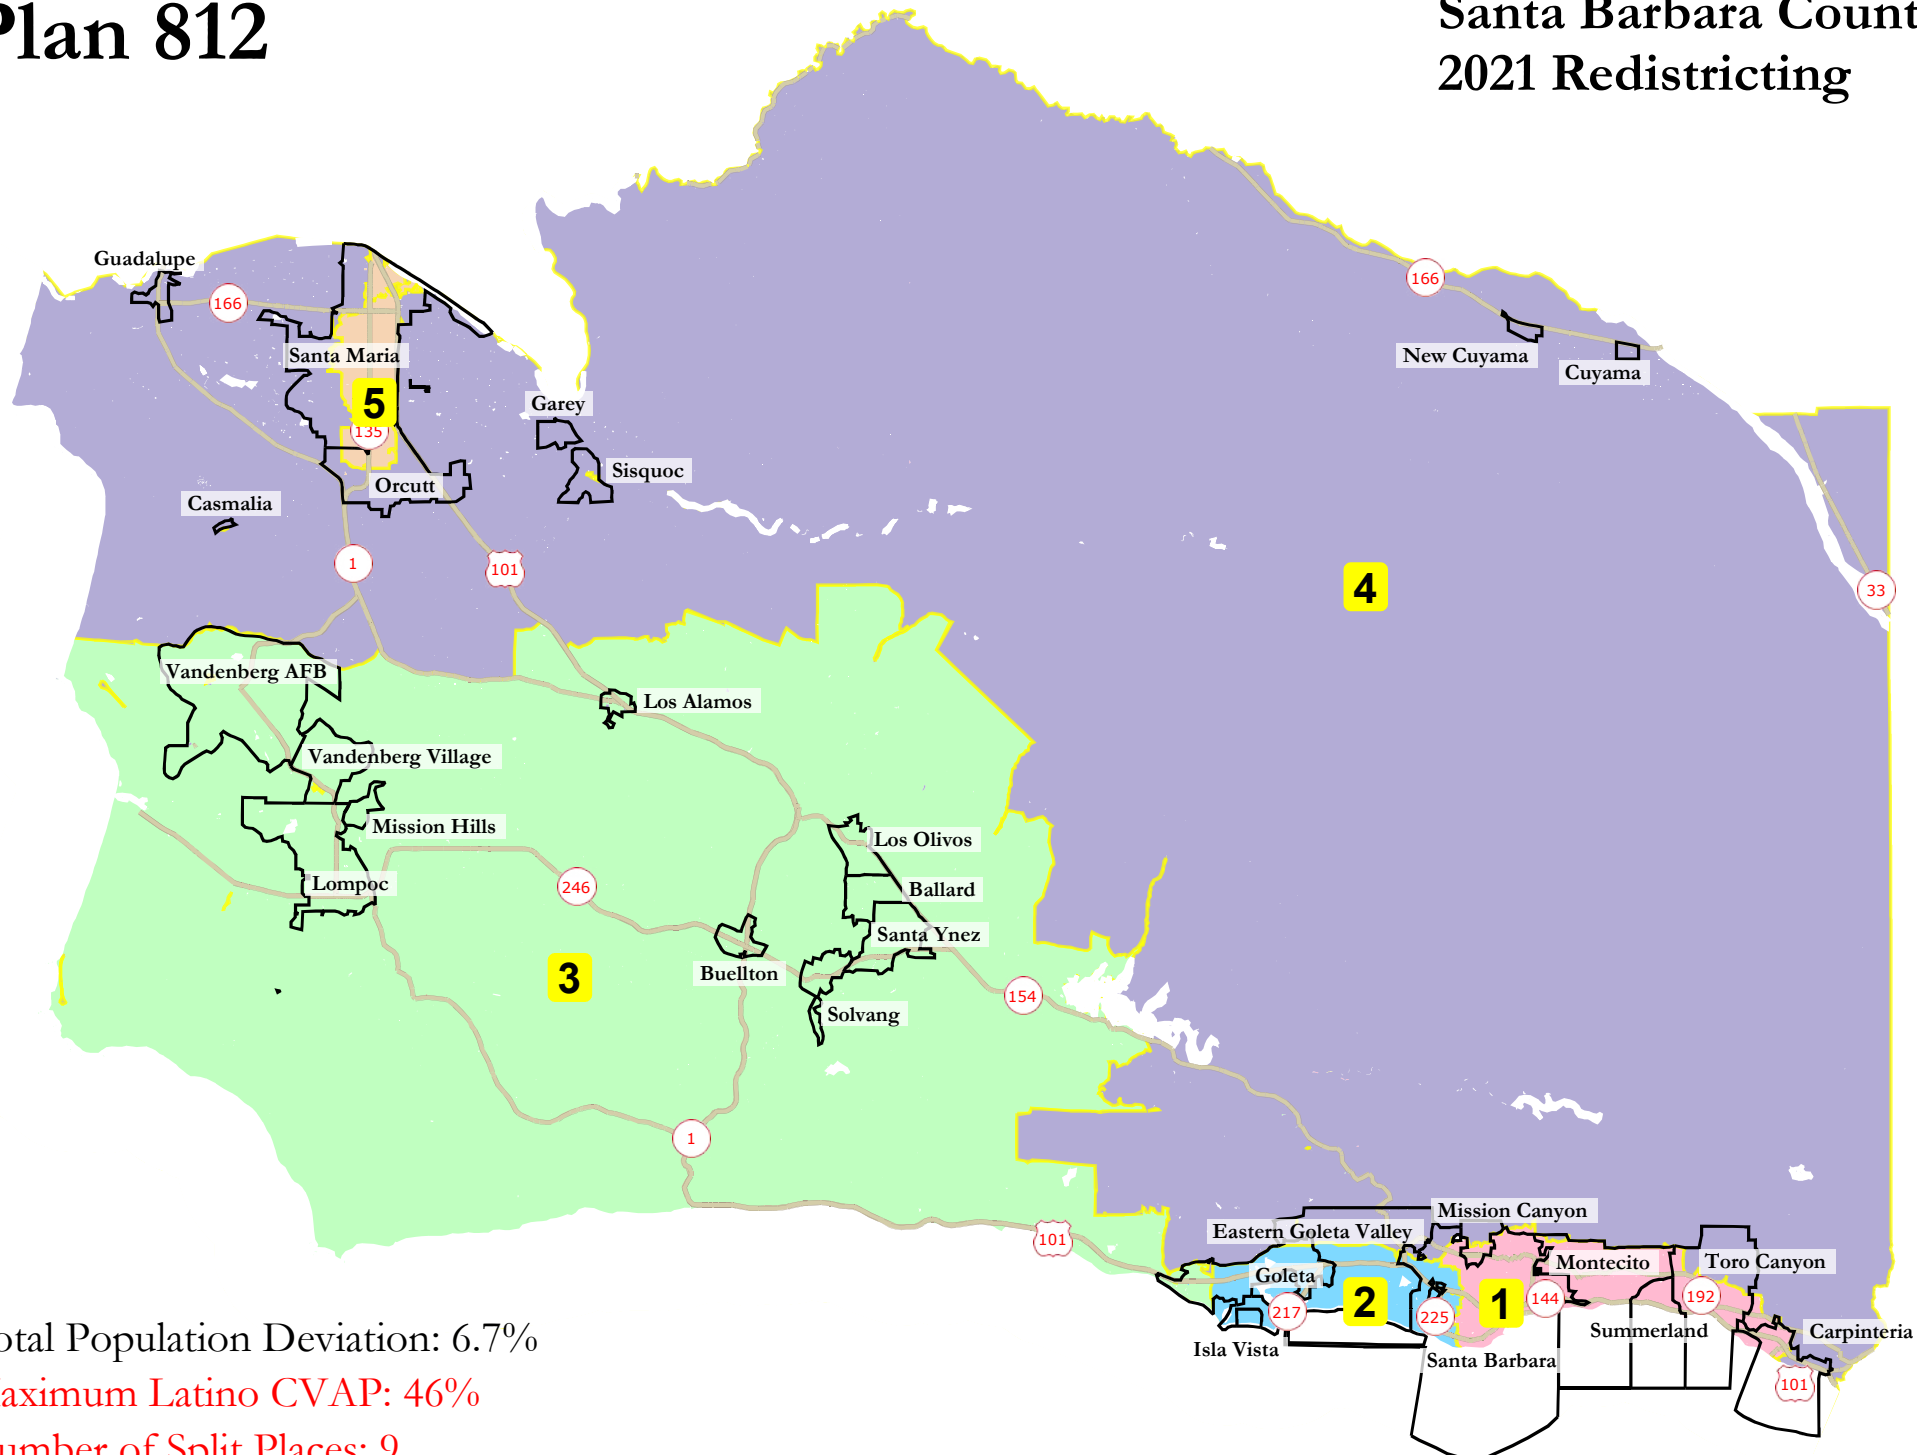 Plan 812
Santa Barbara Count
2021 Redistricting
Guadalupe
166
166
Santa Maria
New Cuyama
Cuyama
5
135
Garey
Sisquoc
Orcutt
Casmalia
1
101
4
33
Vandenberg AFB
Los Alamos
Vandenberg Village
Mission Hills
Los Olivos
Lompoc
246
Ballard
Santa Ynez
3
Buellton
154
Solvang
1
101
Mission Canyon
Eastern Goleta Valley
Montecito
Toro Canyon
Goleta
217
2
225
1
144
192
Summerland
Carpinteria
Isla Vista
Santa Barbara
101
otal Population Deviation: 6.7%
aximum Latino CVAP: 46%
umber of Split Places: 9